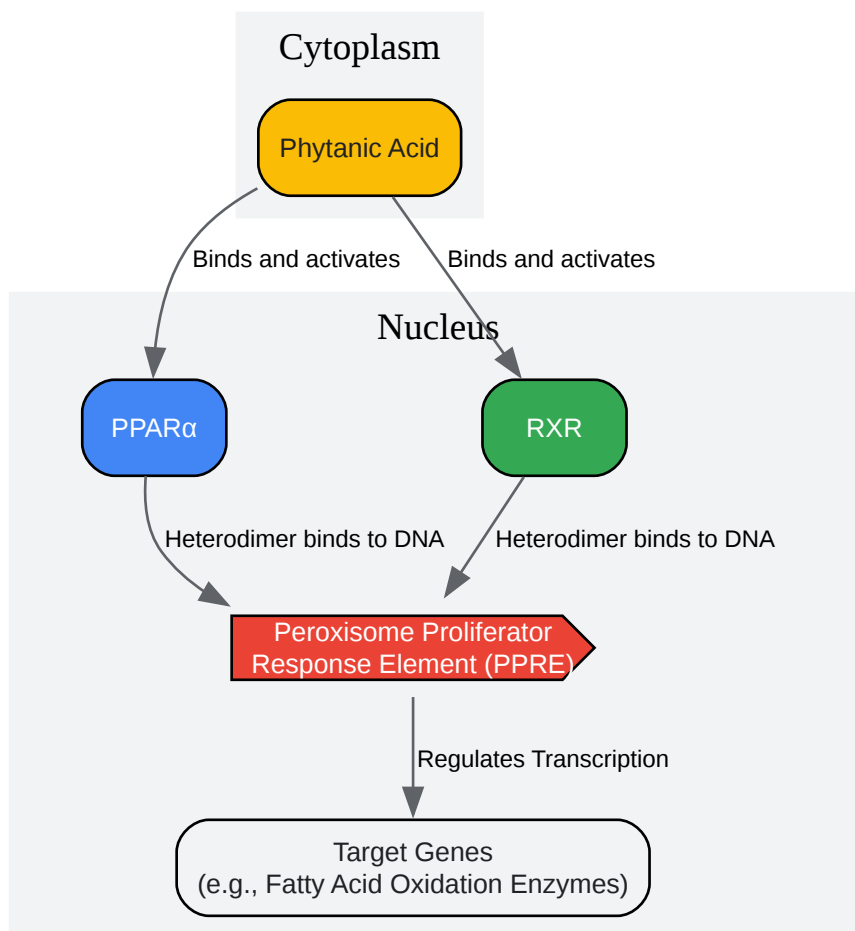 Cytoplasm
Phytanic Acid
Binds and activates
Binds and activates
Nucleus
PPARα
RXR
Heterodimer binds to DNA
Heterodimer binds to DNA
Peroxisome Proliferator
Response Element (PPRE)
Regulates Transcription
Target Genes
(e.g., Fatty Acid Oxidation Enzymes)